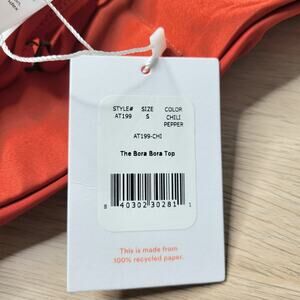 STYLE# SIZE COLOR
AT199 S CHILI
PEPPER
AT199-CHI
The Bora Bora Top
8 40302 30281 1
This is made from
100% recycled paper.